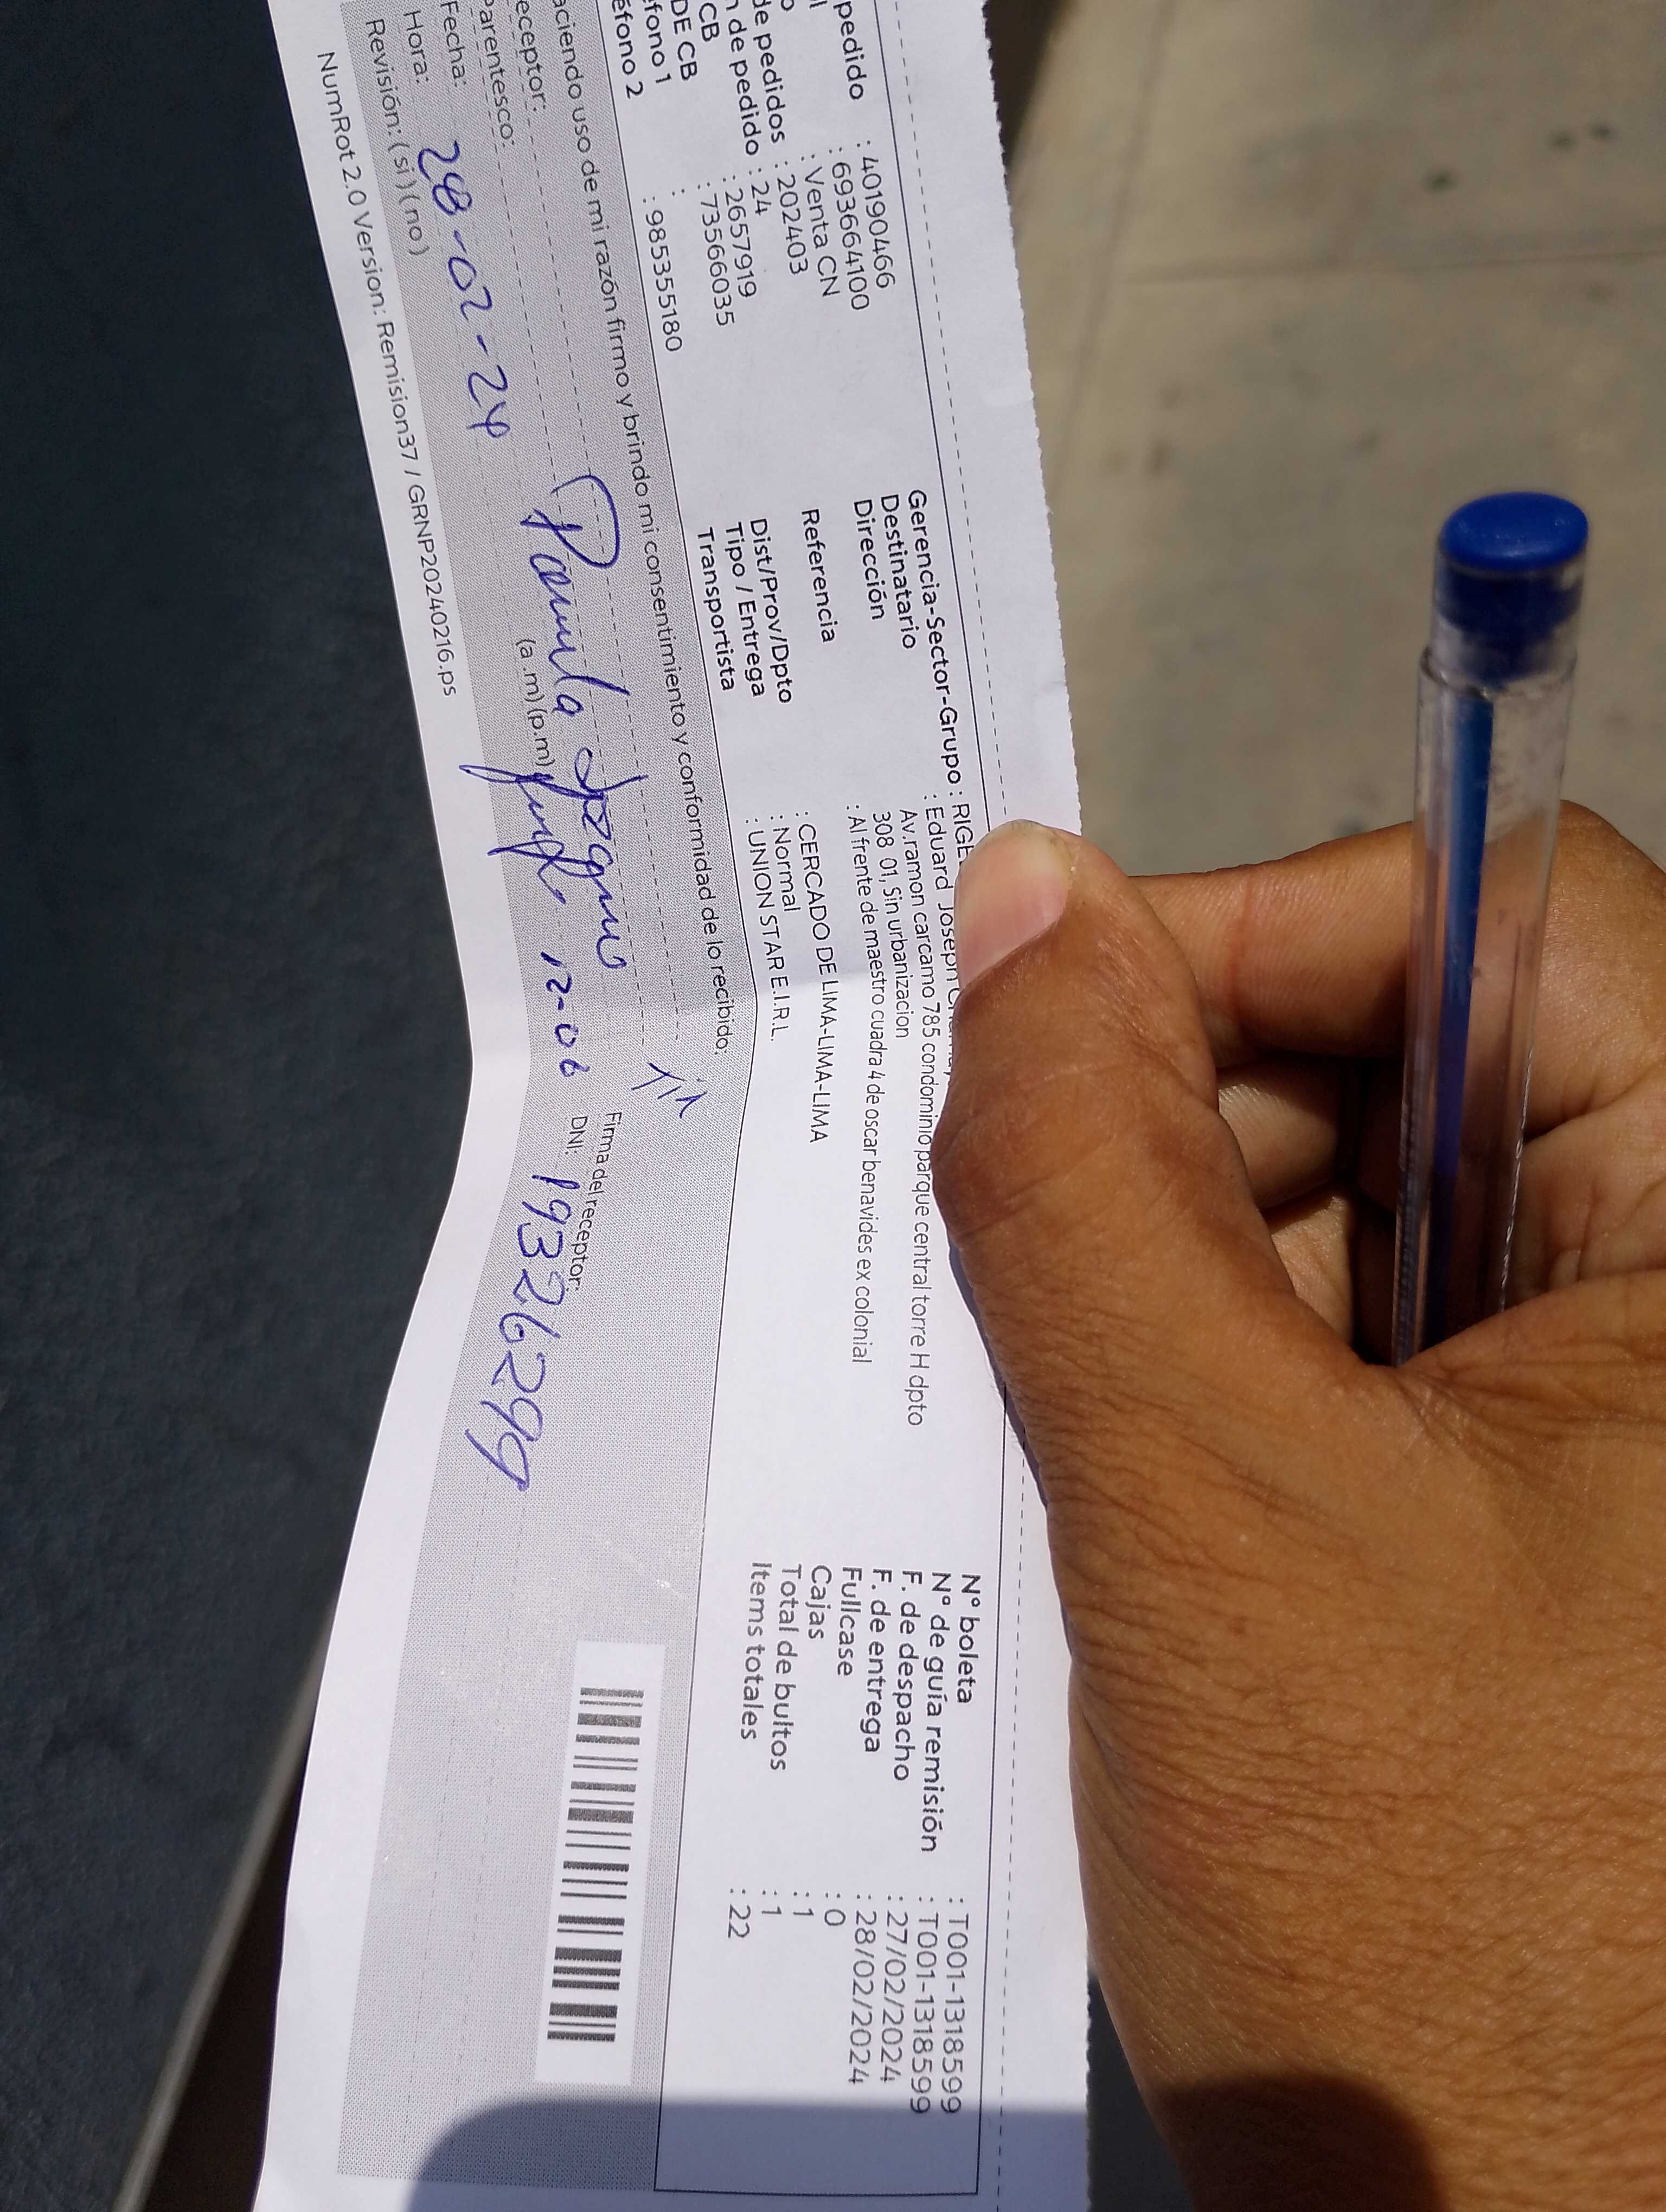 pedido : 40190466
: 693664100
: Venta CN
de pedidos : 202403
n de pedido : 24
CB : 2657919
DE CB : 73566035
éfono 1 :
éfono 2 : 985355180
Gerencia-Sector-Grupo : RIGE
Destinatario : Eduard Joseph
Dirección Av.ramon carcamo 785 condominio parque central torre H dpto
308 01, Sin urbanizacion
Referencia : Al frente de maestro cuadra 4 de oscar benavides ex colonial
Dist/Prov/Dpto : CERCADO DE LIMA-LIMA-LIMA
Tipo / Entrega : Normal
Transportista : UNION STAR E.I.R.L.
N° boleta : T001-1318599
N° de guía remisión : T001-1318599
F. de despacho : 27/02/2024
F. de entrega : 28/02/2024
Fullcase : 0
Cajas : 1
Total de bultos : 1
Items totales : 22
aciendo uso de mi razón firmo y brindo mi consentimiento y conformidad de lo recibido:
eceptor:
Parentesco:
Fecha: 28-02-24
Hora: (a.m) (p.m) 12-06
Revisión: ( si ) ( no )
Firma del receptor:
DNI: 19326299
NumRot 2.0 Version: Remision37 / GRNP20240216.ps